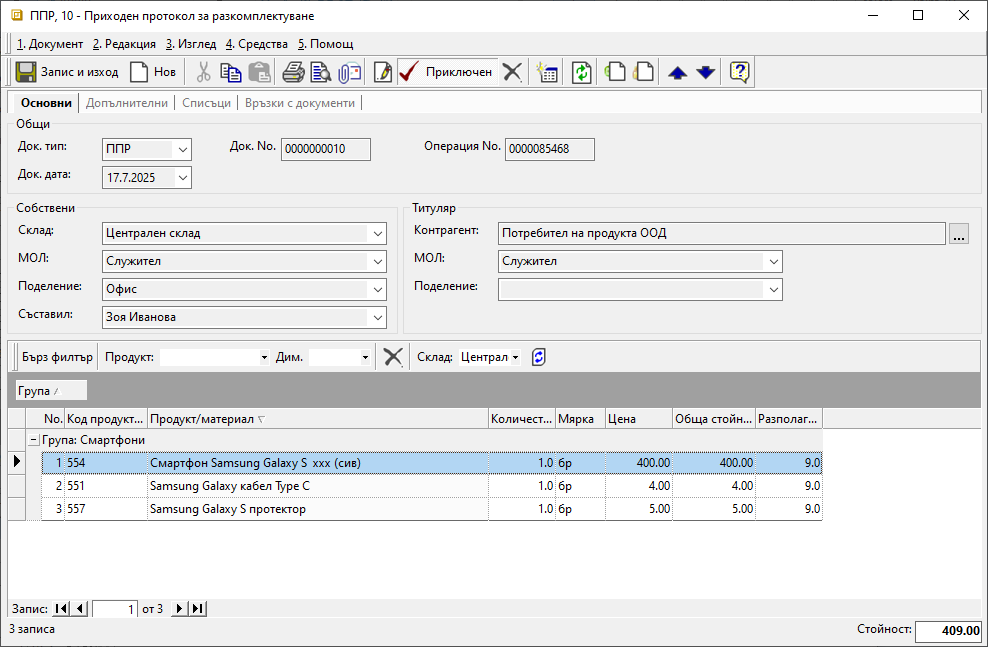 ППР, 10 - Приходен протокол за разкомплектуване
1. Документ 2. Редакция 3. Изглед 4. Средства 5. Помощ
Запис и изход Нов Приключен
Основни Допълнителни Списъци Връзки с документи
Общи
Док. тип: ППР Док. No. 0000000010 Операция No. 0000085468
Док. дата: 17.7.2025
Собствени
Склад: Централен склад
МОЛ: Служител
Поделение: Офис
Съставил: Зоя Иванова
Титуляр
Контрагент: Потребител на продукта ООД ...
МОЛ: Служител
Поделение:
Бърз филтър Продукт: Дим. Склад: Централ
Група
No. Код продукт... Продукт/материал Количест... Мярка Цена Обща стойн... Разполаг...
Група: Смартфони
1 554 Смартфон Samsung Galaxy S xxx (сив) 1.0 бр 400.00 400.00 9.0
2 551 Samsung Galaxy кабел Type C 1.0 бр 4.00 4.00 9.0
3 557 Samsung Galaxy S протектор 1.0 бр 5.00 5.00 9.0
Запис: 1 от 3
3 записа Стойност: 409.00